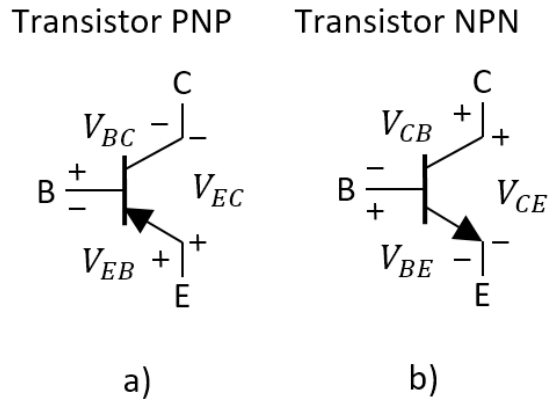 Transistor PNP Transistor NPN
C C
V_BC − − V_CB + +
B + − V_EC B − + V_CE
V_EB + + V_BE − −
E E
a) b)